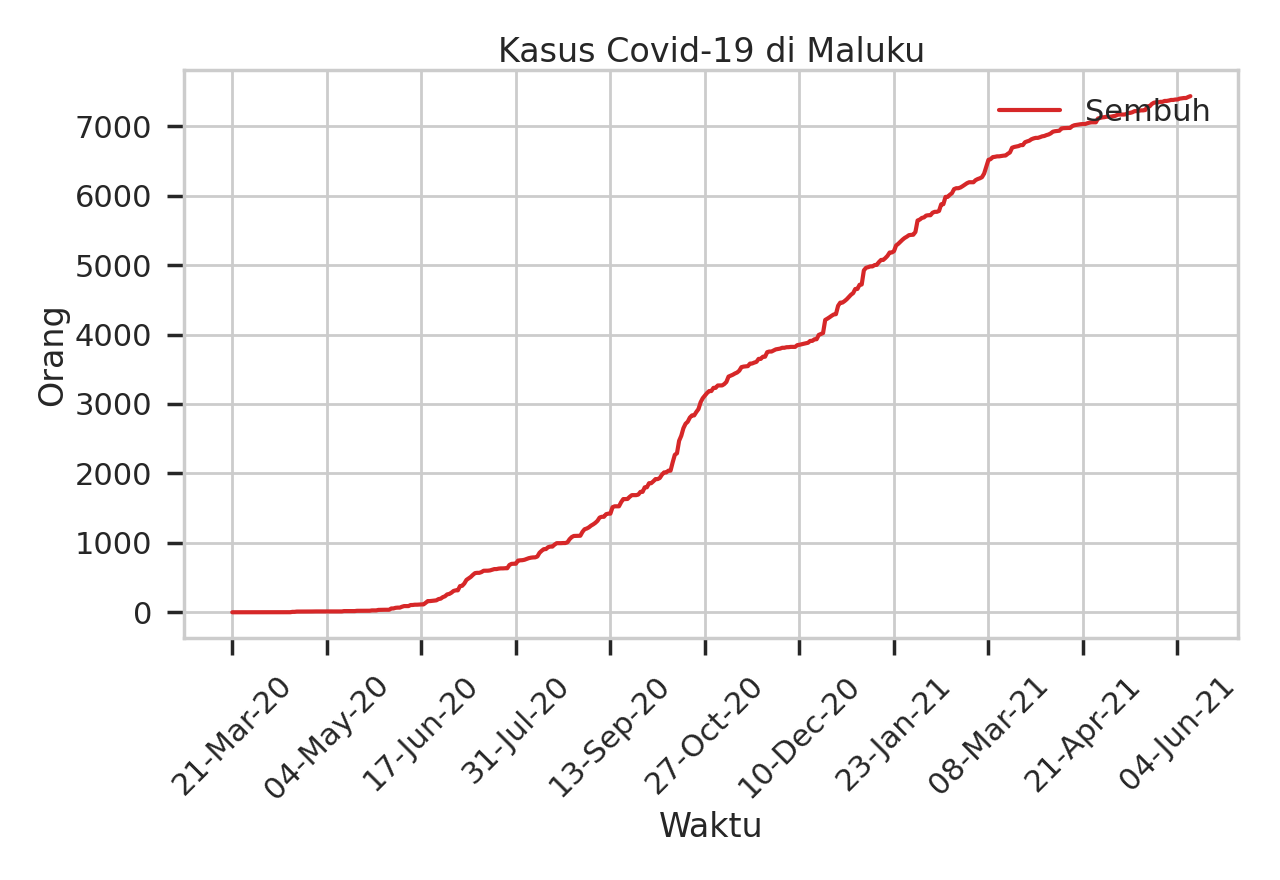 Kasus Covid-19 di Maluku
Sembuh
7000
6000
5000
4000
3000
2000
1000
0
Orang
21-Mar-20
04-May-20
17-Jun-20
31-Jul-20
13-Sep-20
27-Oct-20
10-Dec-20
23-Jan-21
08-Mar-21
21-Apr-21
04-Jun-21
Waktu